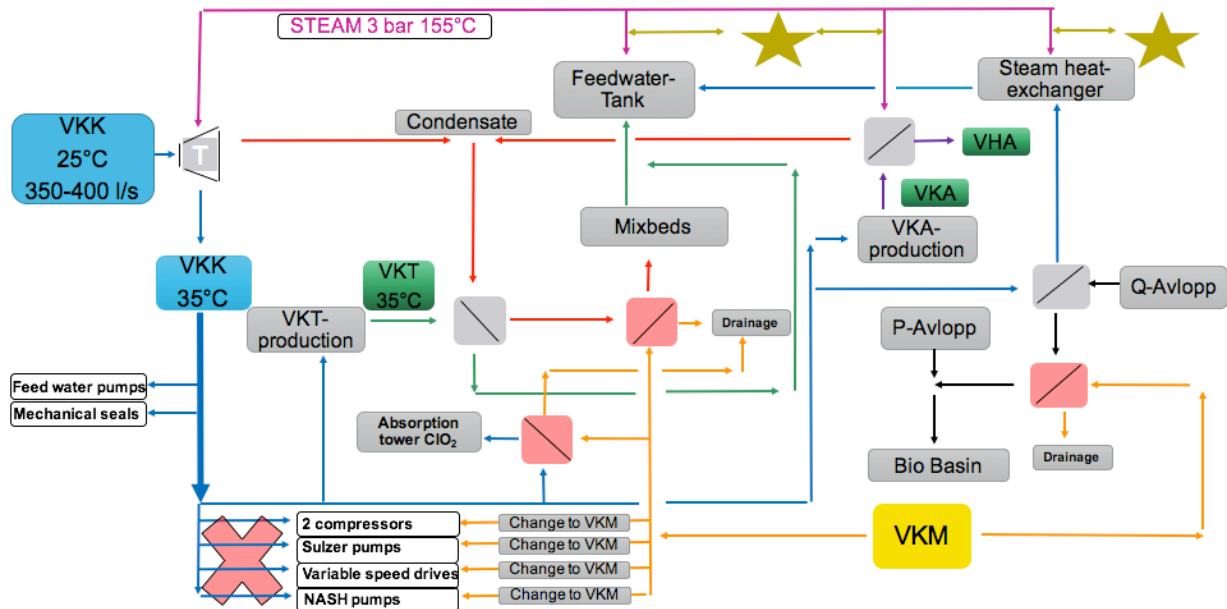 STEAM 3 bar 155°C
Feedwater-
Tank
Steam heat-
exchanger
VKK
25°C
350-400 l/s
T
Condensate
VHA
VKA
Mixbeds
VKA-
production
VKK
35°C
VKT
35°C
VKT-
production
Q-Avlopp
P-Avlopp
Drainage
Feed water pumps
Mechanical seals
Absorption
tower ClO₂
Bio Basin
Drainage
2 compressors
Change to VKM
Sulzer pumps
Change to VKM
Variable speed drives
Change to VKM
NASH pumps
Change to VKM
VKM